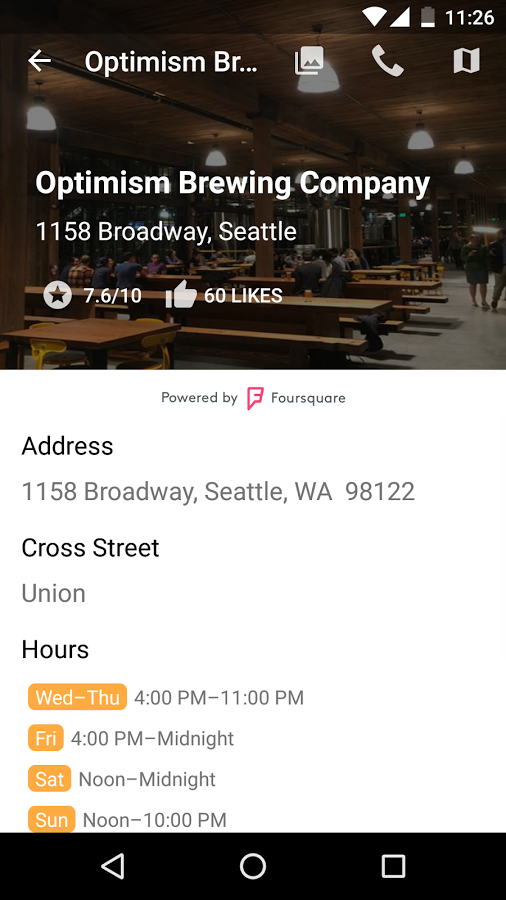 11:26
Optimism Br...
Optimism Brewing Company
1158 Broadway, Seattle
7.6/10 60 LIKES
Powered by Foursquare
Address
1158 Broadway, Seattle, WA 98122
Cross Street
Union
Hours
Wed–Thu 4:00 PM–11:00 PM
Fri 4:00 PM–Midnight
Sat Noon–Midnight
Sun Noon–10:00 PM